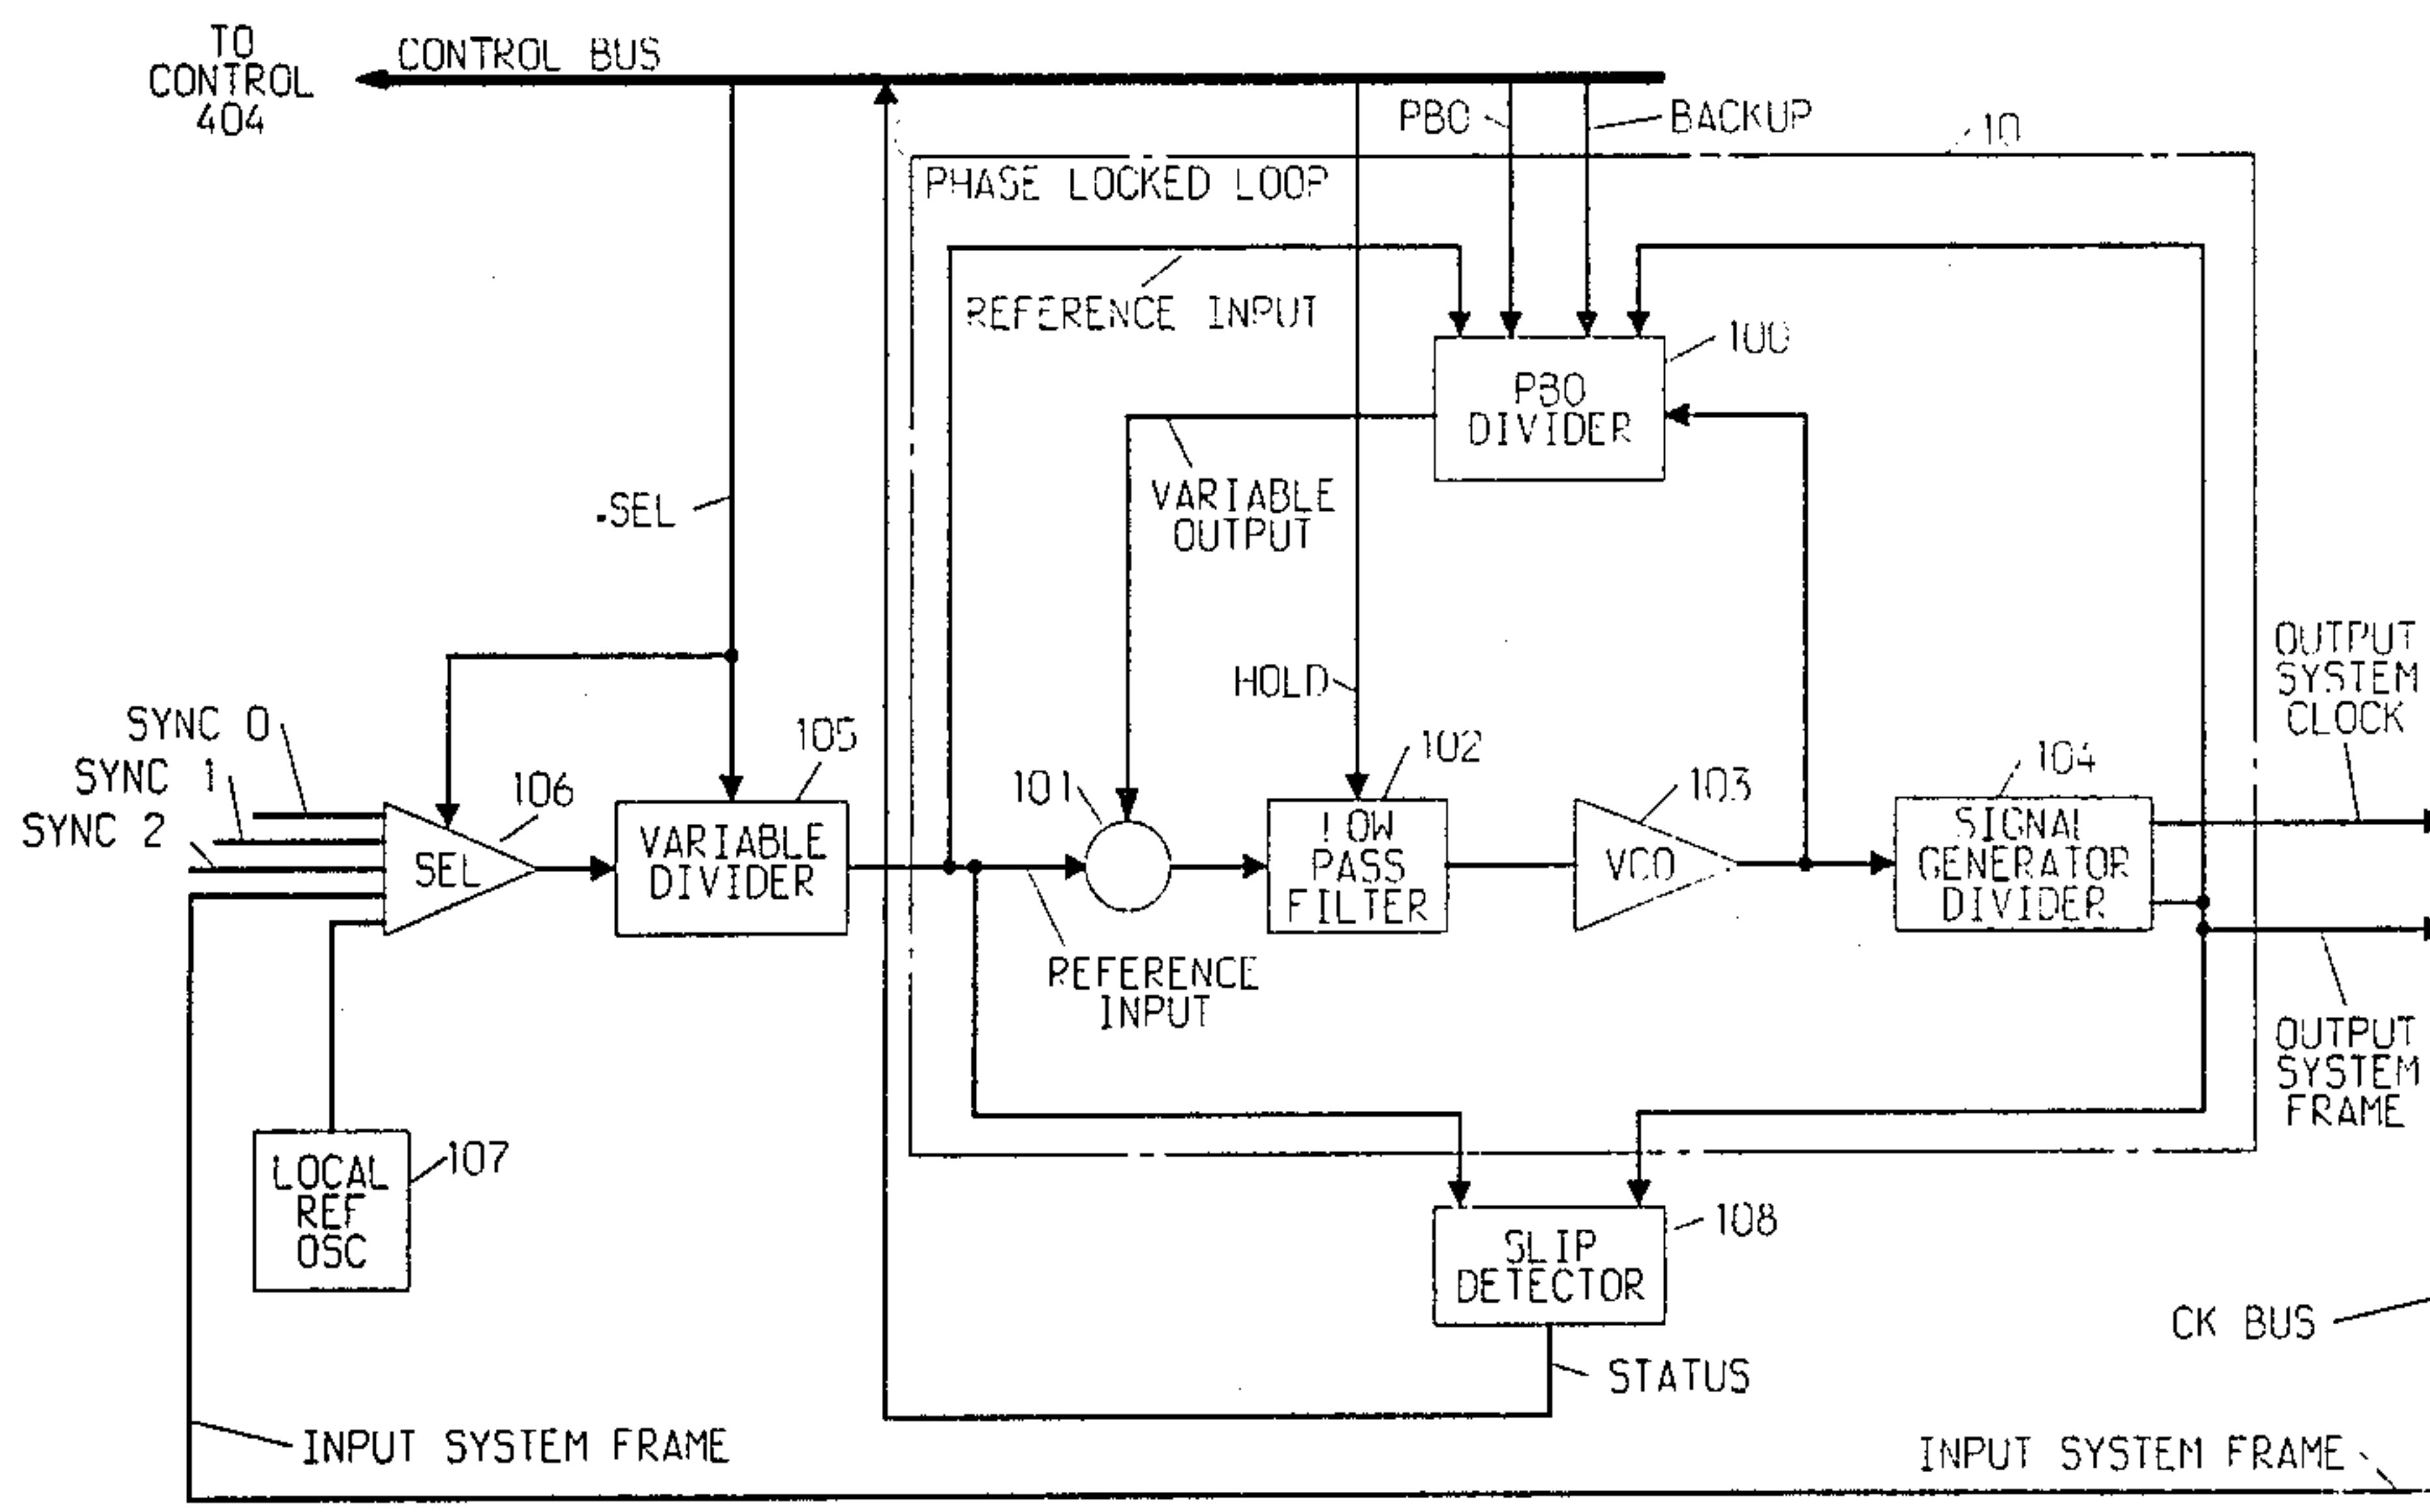 TO
CONTROL
404
CONTROL BUS
PBO
BACKUP
10
PHASE LOCKED LOOP
REFERENCE INPUT
100
PBO
DIVIDER
VARIABLE
OUTPUT
SEL
HOLD
OUTPUT
SYSTEM
CLOCK
SYNC 0
SYNC 1
SYNC 2
106
SEL
105
VARIABLE
DIVIDER
101
102
LOW
PASS
FILTER
103
VCO
104
SIGNAL
GENERATOR
DIVIDER
REFERENCE
INPUT
OUTPUT
SYSTEM
FRAME
107
LOCAL
REF
OSC
108
SLIP
DETECTOR
CK BUS
STATUS
INPUT SYSTEM FRAME
INPUT SYSTEM FRAME